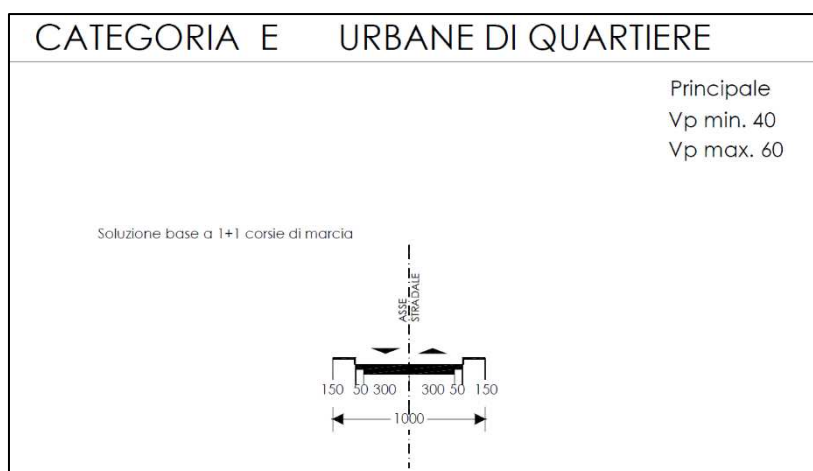 CATEGORIA E URBANE DI QUARTIERE
Principale
Vp min. 40
Vp max. 60
Soluzione base a 1+1 corsie di marcia
ASSE
STRADALE
150 50 300 300 50 150
1000